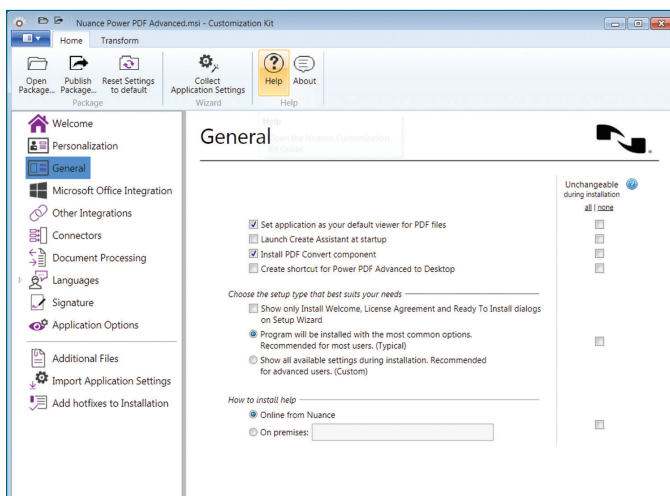 Nuance Power PDF Advanced.msi - Customization Kit
Home Transform
Open Package...
Publish Package...
Reset Settings to default
Collect Application Settings
Help
About
Package
Wizard
Help
Help
Open the Nuance Customization
Kit Guide
Welcome
Personalization
General
Microsoft Office Integration
Other Integrations
Connectors
Document Processing
Languages
Signature
Application Options
Additional Files
Import Application Settings
Add hotfixes to Installation
General
Unchangeable
during installation
all | none
Set application as your default viewer for PDF files
Launch Create Assistant at startup
Install PDF Convert component
Create shortcut for Power PDF Advanced to Desktop
Choose the setup type that best suits your needs
Show only Install Welcome, License Agreement and Ready To Install dialogs
on Setup Wizard
Program will be installed with the most common options.
Recommended for most users. (Typical)
Show all available settings during installation. Recommended
for advanced users. (Custom)
How to install help
Online from Nuance
On premises: